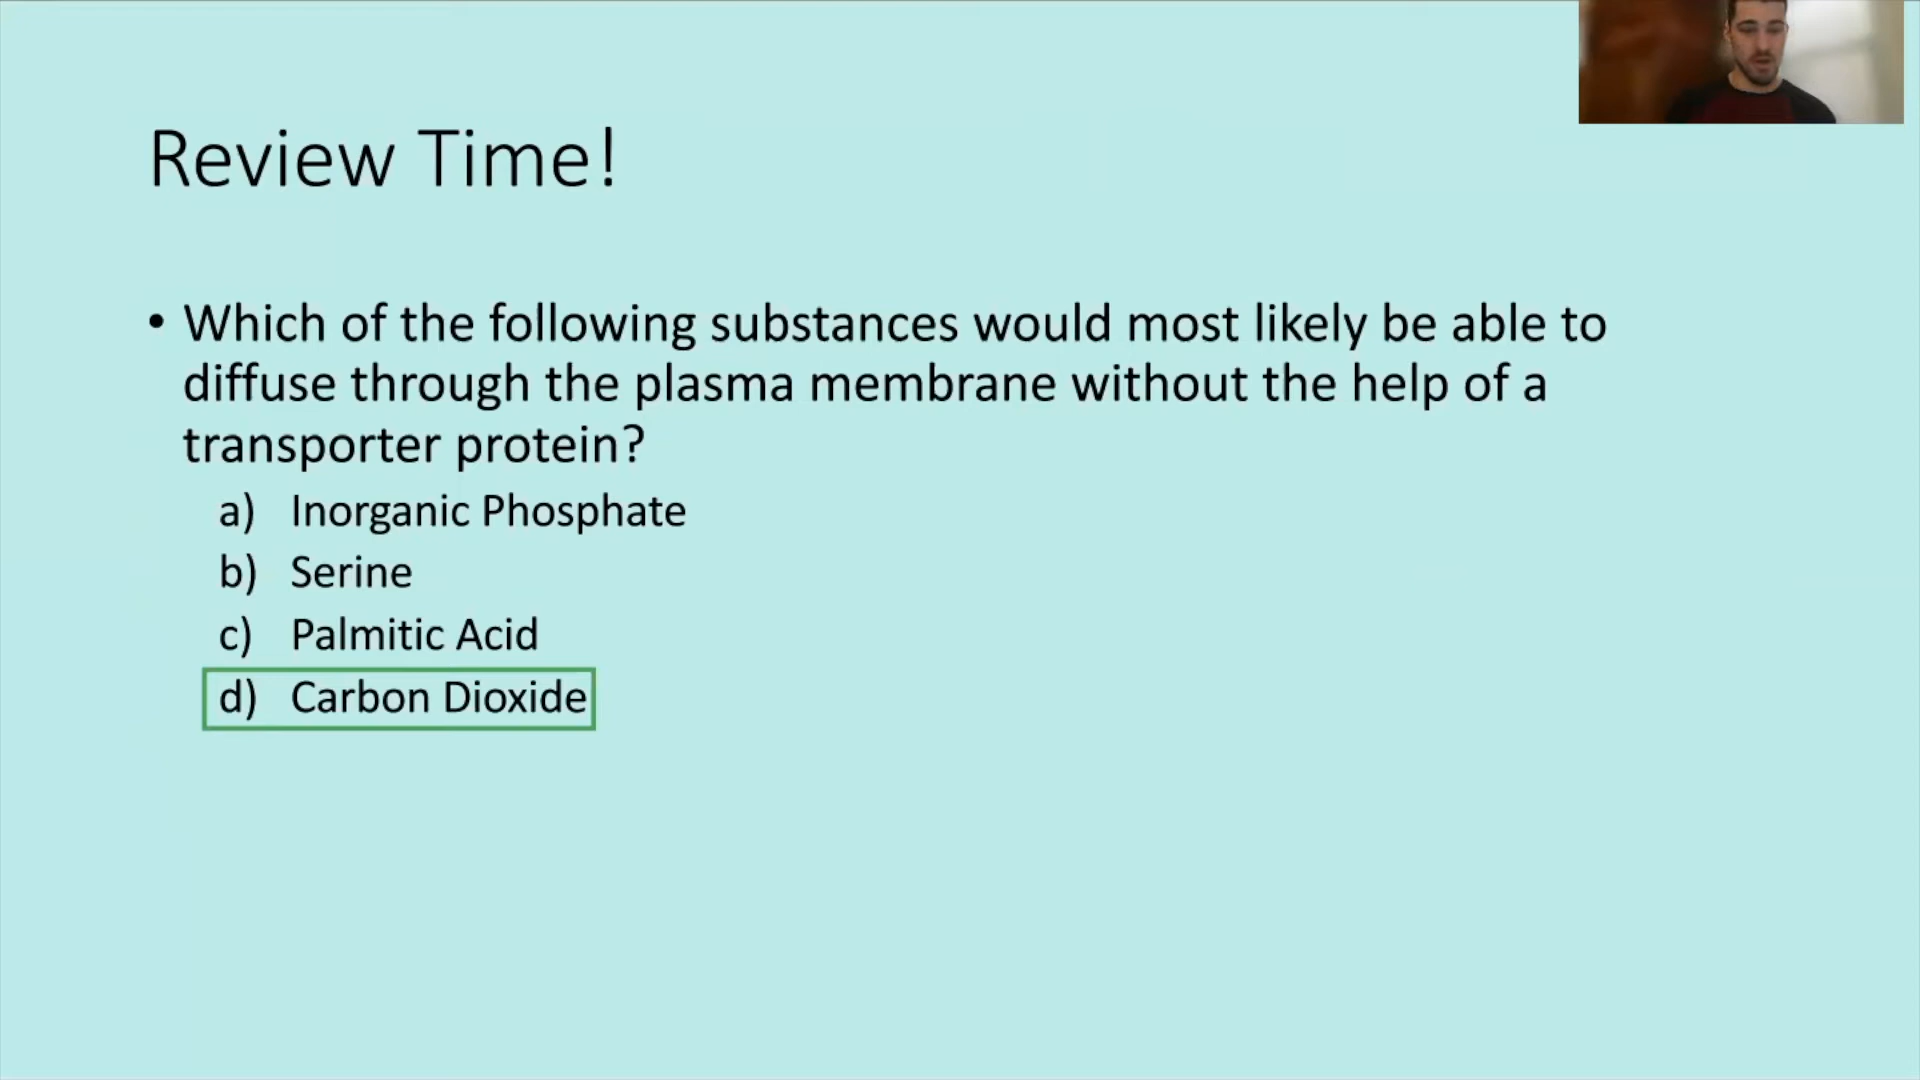 Review Time!
• Which of the following substances would most likely be able to
diffuse through the plasma membrane without the help of a
transporter protein?
a) Inorganic Phosphate
b) Serine
c) Palmitic Acid
d) Carbon Dioxide